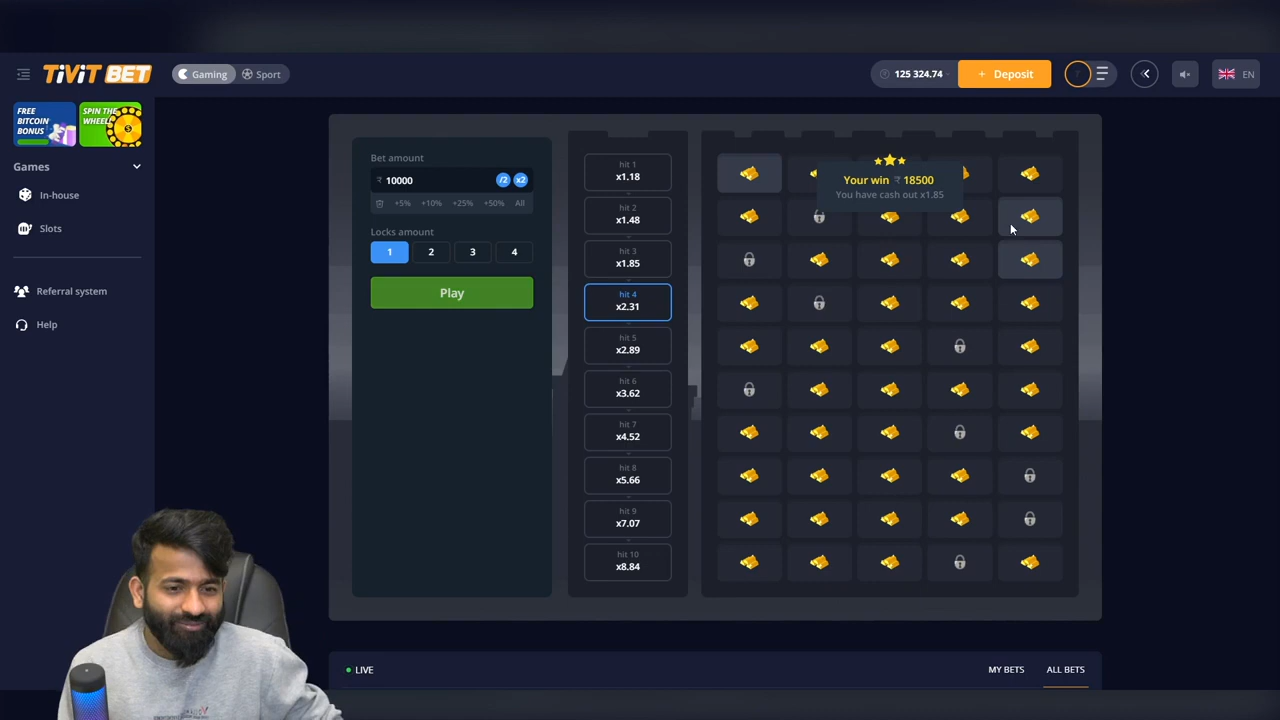 TiViT BET
Gaming
Sport
125 324.74
+ Deposit
EN
FREE
BITCOIN
BONUS
SPIN THE
WHEEL
Games
In-house
Slots
Referral system
Help
Bet amount
₹ 10000
/2
x2
+5%
+10%
+25%
+50%
All
Locks amount
1
2
3
4
Play
hit 1
x1.18
hit 2
x1.48
hit 3
x1.85
hit 4
x2.31
hit 5
x2.89
hit 6
x3.62
hit 7
x4.52
hit 8
x5.66
hit 9
x7.07
hit 10
x8.84
Your win ₹ 18500
You have cash out x1.85
LIVE
MY BETS
ALL BETS